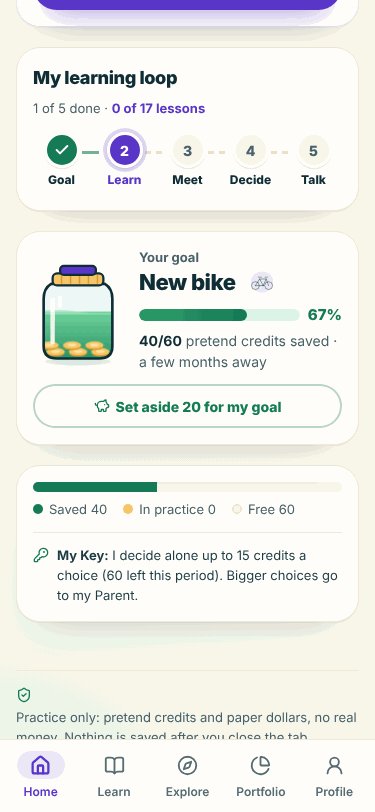 My learning loop
1 of 5 done · 0 of 17 lessons
2
3
4
5
Goal
Learn
Meet
Decide
Talk
Your goal
New bike
67%
40/60 pretend credits saved ·
a few months away
Set aside 20 for my goal
Saved 40
In practice 0
Free 60
My Key: I decide alone up to 15 credits a
choice (60 left this period). Bigger choices go
to my Parent.
Practice only: pretend credits and paper dollars, no real
money. Nothing is saved after you close the tab.
Home
Learn
Explore
Portfolio
Profile